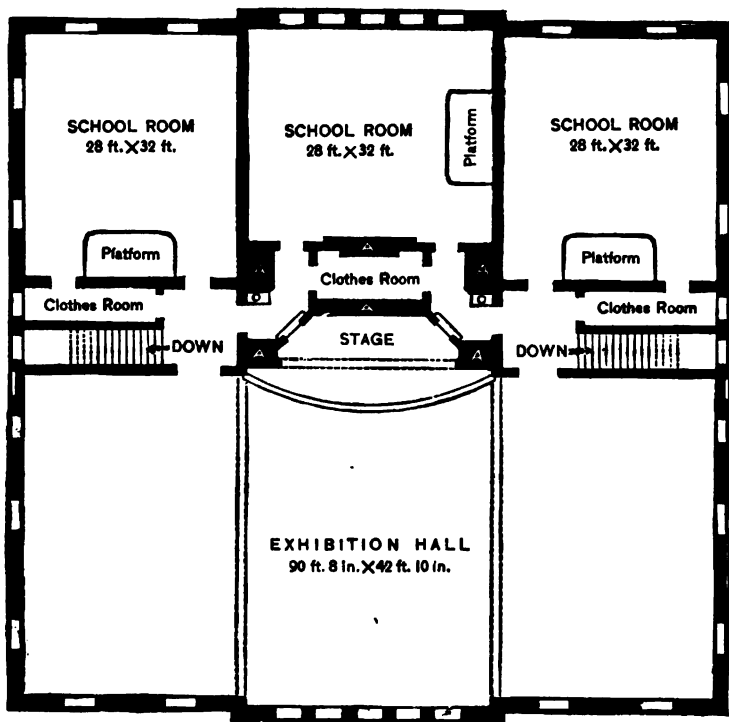 SCHOOL ROOM
28 ft. X 32 ft.
SCHOOL ROOM
28 ft. X 32 ft.
Platform
SCHOOL ROOM
28 ft. X 32 ft.
Platform
Platform
Clothes Room
Clothes Room
Clothes Room
DOWN
STAGE
DOWN
EXHIBITION HALL
90 ft. 8 in. X 42 ft. 10 in.